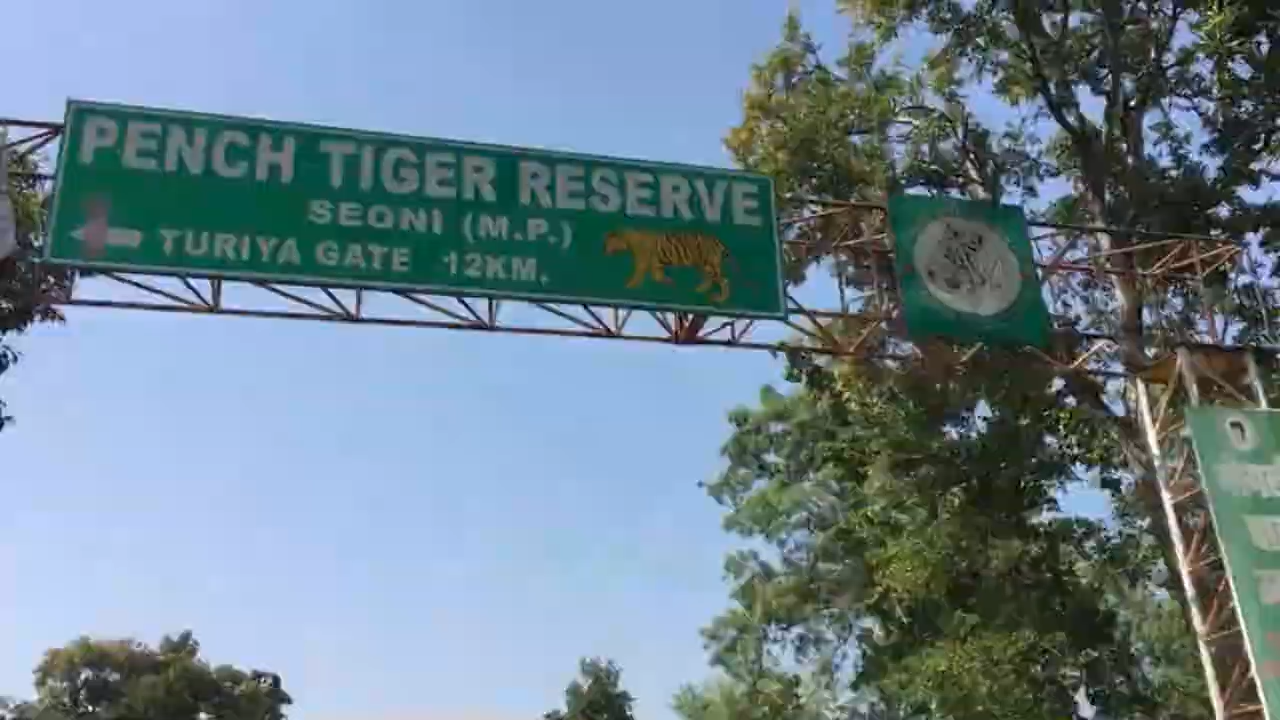 PENCH TIGER RESERVE
SEONI (M.P.)
TURIYA GATE 12KM.